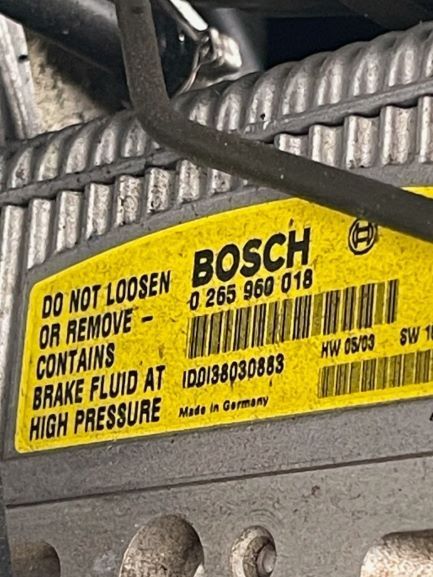 DO NOT LOOSEN
OR REMOVE -
CONTAINS
BRAKE FLUID AT
HIGH PRESSURE
BOSCH
0 265 960 018
HW 05/03 SW
Made in Germany